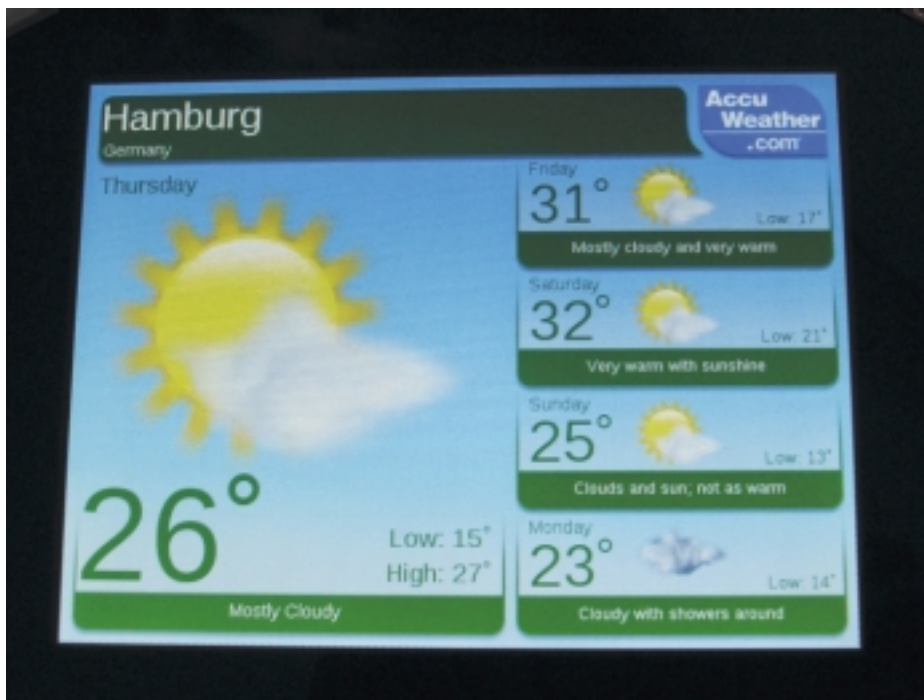 Hamburg
Germany
Accu
Weather
.com
Thursday
26°
Low: 15°
High: 27°
Mostly Cloudy
Friday
31°
Low: 17°
Mostly cloudy and very warm
Saturday
32°
Low: 21°
Very warm with sunshine
Sunday
25°
Low: 13°
Clouds and sun; not as warm
Monday
23°
Low: 14°
Cloudy with showers around